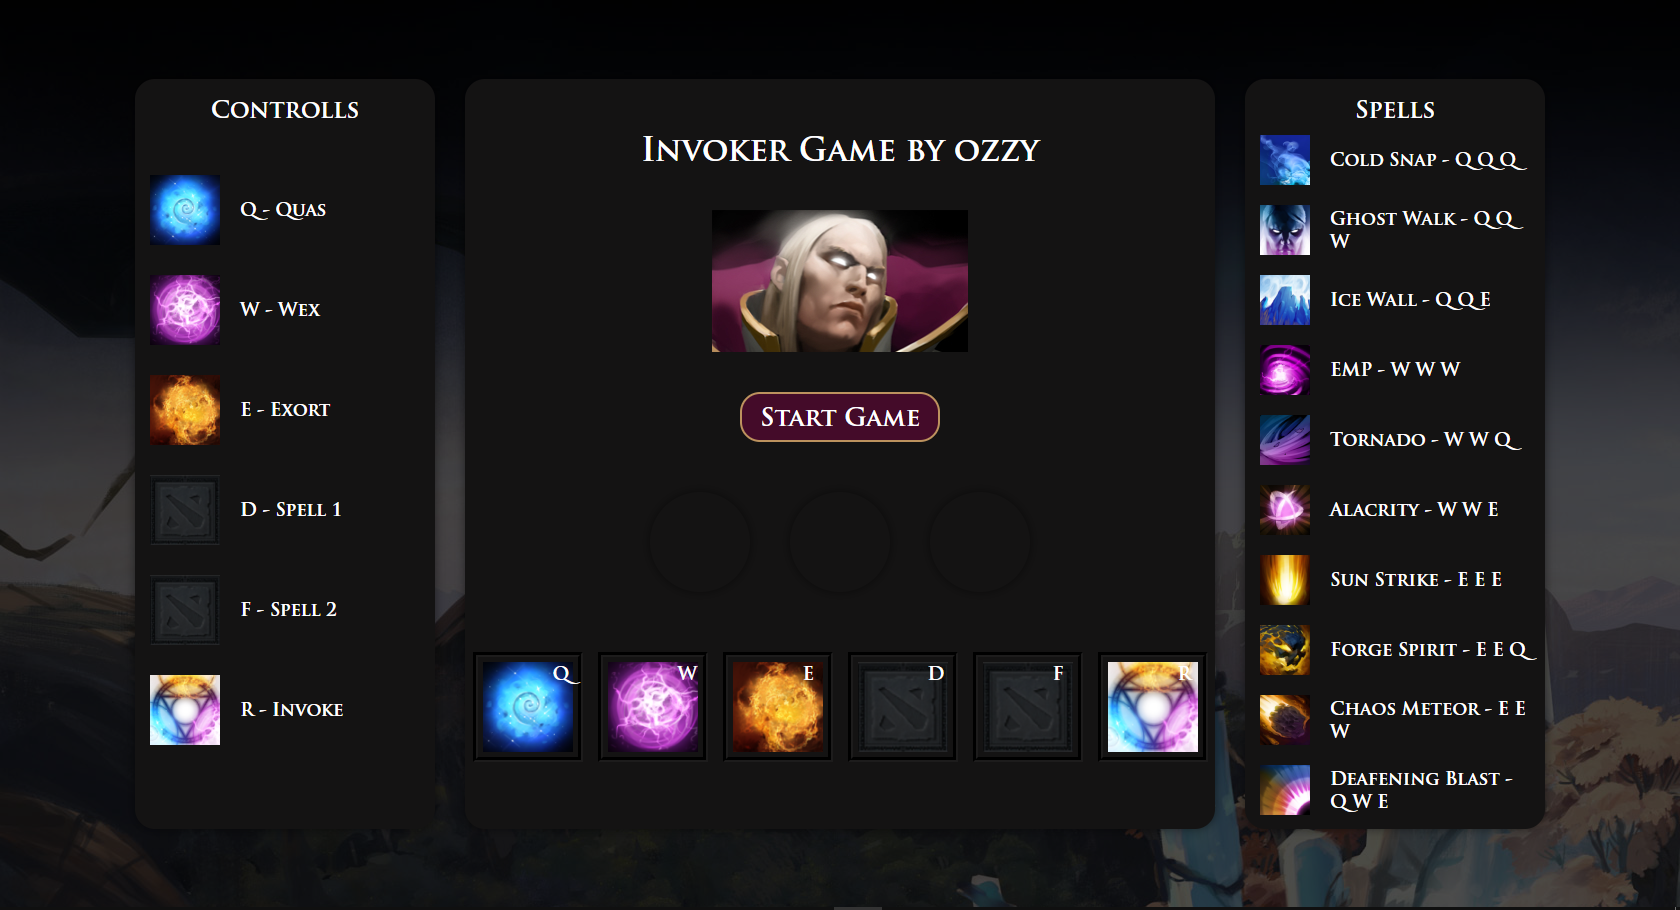 Controlls
Q - Quas
W - Wex
E - Exort
D - Spell 1
F - Spell 2
R - Invoke
Invoker Game by ozzy
Start Game
Q
W
E
D
F
R
Spells
Cold Snap - Q Q Q
Ghost Walk - Q Q
W
Ice Wall - Q Q E
EMP - W W W
Tornado - W W Q
Alacrity - W W E
Sun Strike - E E E
Forge Spirit - E E Q
Chaos Meteor - E E
W
Deafening Blast -
Q W E